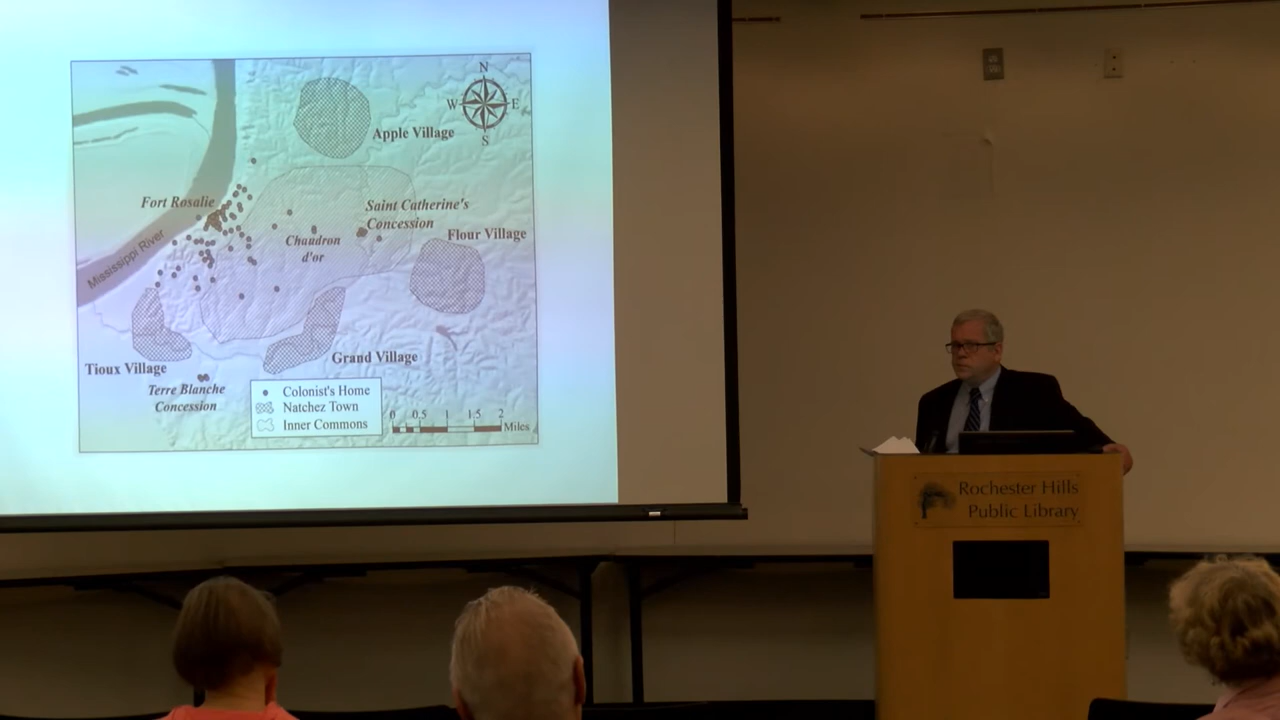 N
W
E
S
Apple Village
Fort Rosalie
Saint Catherine's
Concession
Flour Village
Chaudron
d'or
Mississippi River
Grand Village
Tioux Village
Terre Blanche
Concession
Colonist's Home
Natchez Town
Inner Commons
0 0.5 1 1.5 2
Miles
Rochester Hills
Public Library